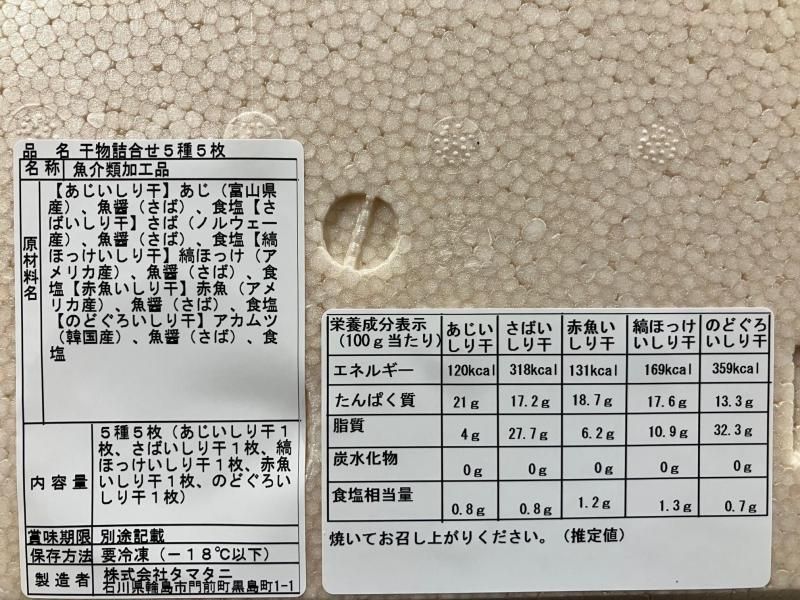 品　名 干物詰合せ５種５枚
名称 魚介類加工品
原材料名
【あじいしり干】あじ（富山県
産）、魚醤（さば）、食塩【さ
ばいしり干】さば（ノルウェー
産）、魚醤（さば）、食塩【縞
ほっけいしり干】縞ほっけ（ア
メリカ産）、魚醤（さば）、食
塩【赤魚いしり干】赤魚（アメ
リカ産）、魚醤（さば）、食塩
【のどぐろいしり干】アカムツ
（韓国産）、魚醤（さば）、食
塩
内容量
５種５枚（あじいしり干１
枚、さばいしり干１枚、縞
ほっけいしり干１枚、赤魚
いしり干１枚、のどぐろい
しり干１枚）
賞味期限 別途記載
保存方法 要冷凍（－１８℃以下）
製造者 株式会社タマタニ
石川県輪島市門前町黒島町1-1
栄養成分表示
（100ｇ当たり）
あじい
しり干
さばい
しり干
赤魚い
しり干
縞ほっけ
いしり干
のどぐろ
いしり干
エネルギー 120kcal 318kcal 131kcal 169kcal 359kcal
たんぱく質 21ｇ 17.2ｇ 18.7ｇ 17.6ｇ 13.3ｇ
脂質 4ｇ 27.7ｇ 6.2ｇ 10.9ｇ 32.3ｇ
炭水化物 0ｇ 0ｇ 0ｇ 0ｇ 0ｇ
食塩相当量 0.8ｇ 0.8ｇ 1.2ｇ 1.3ｇ 0.7ｇ
焼いてお召し上がりください。（推定値）